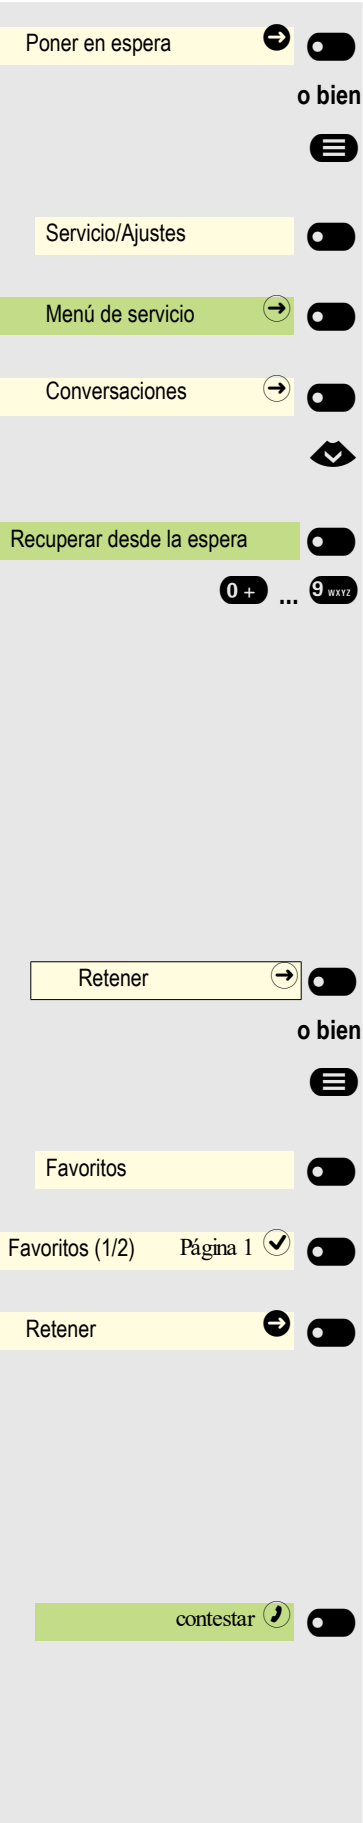 Poner en espera
o bien
Servicio/Ajustes
Menú de servicio
Conversaciones
Recuperar desde la espera
0 + ... 9 WXYZ
Retener
o bien
Favoritos
Favoritos (1/2) Página 1
Retener
contestar